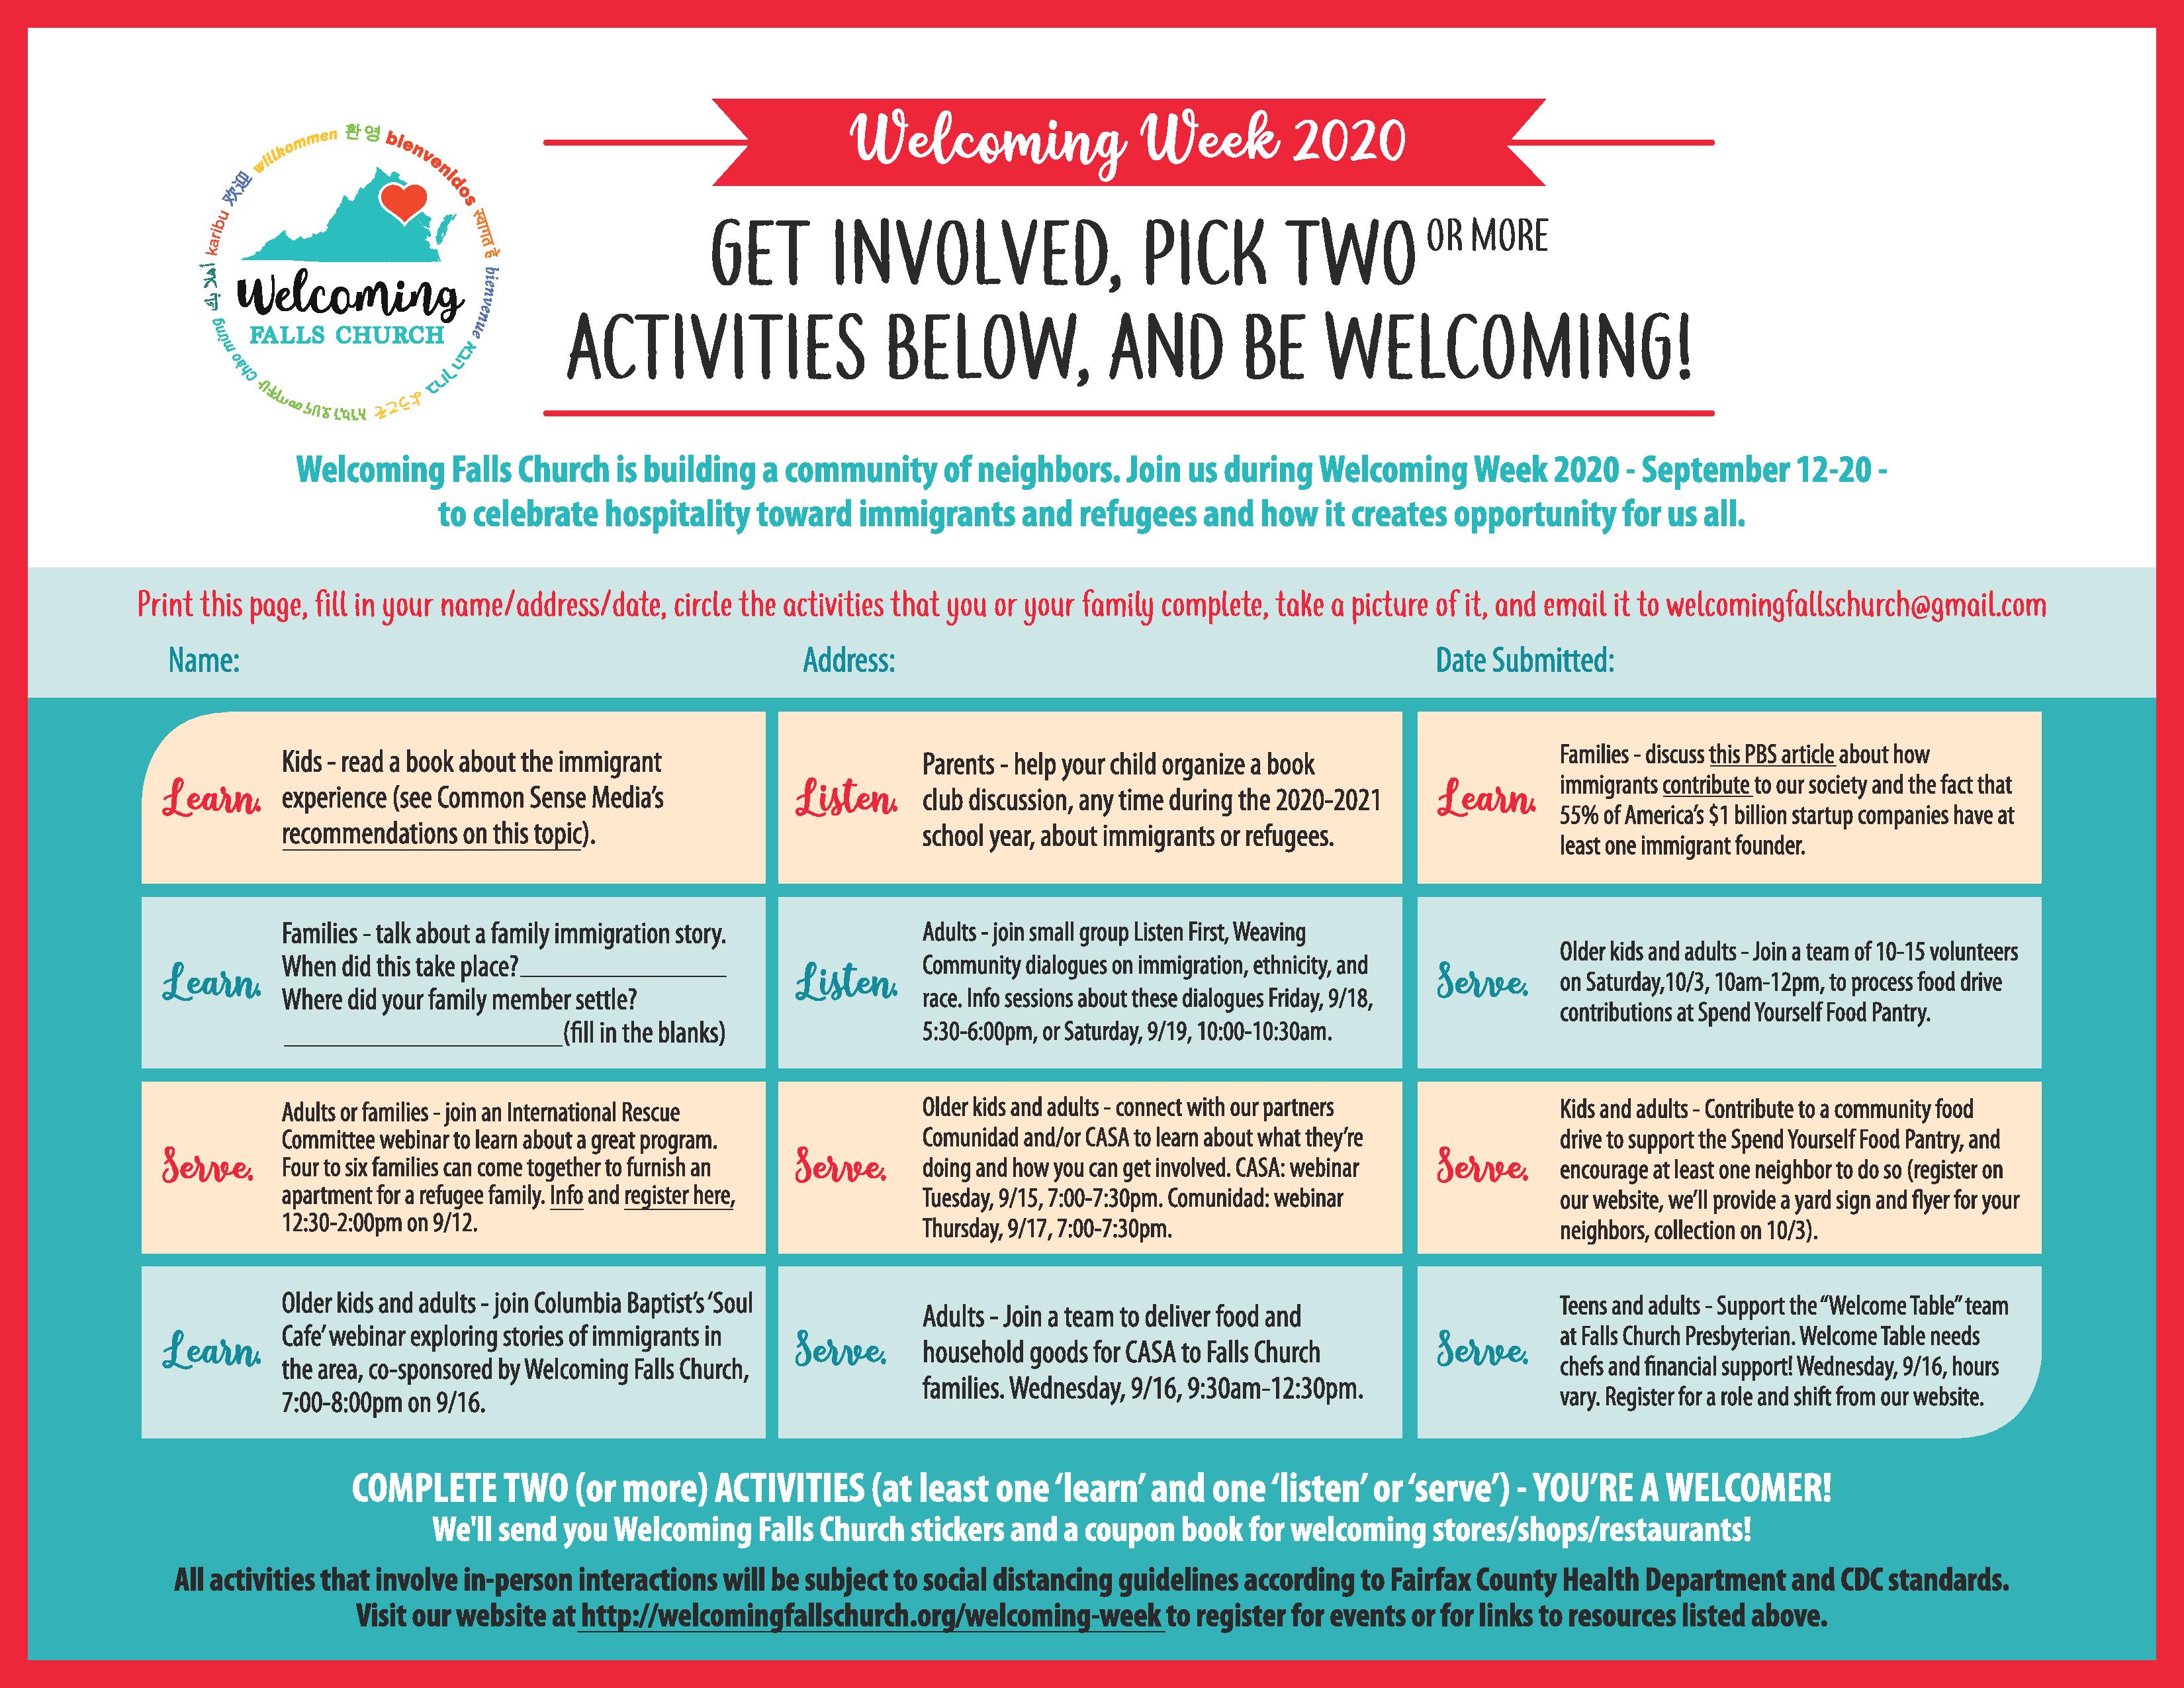 Welcoming Week 2020
GET INVOLVED, PICK TWO OR MORE
ACTIVITIES BELOW, AND BE WELCOMING!
willkommen 환영 bienvenidos स्वागत हे bienvenue ברוך הבא ようこそ chào mừng karibu 欢迎
Welcoming
FALLS CHURCH
Welcoming Falls Church is building a community of neighbors. Join us during Welcoming Week 2020 - September 12-20 -
to celebrate hospitality toward immigrants and refugees and how it creates opportunity for us all.
Print this page, fill in your name/address/date, circle the activities that you or your family complete, take a picture of it, and email it to welcomingfallschurch@gmail.com
Name: Address: Date Submitted:
Learn.
Kids - read a book about the immigrant
experience (see Common Sense Media's
recommendations on this topic).
Listen.
Parents - help your child organize a book
club discussion, any time during the 2020-2021
school year, about immigrants or refugees.
Learn.
Families - discuss this PBS article about how
immigrants contribute to our society and the fact that
55% of America's $1 billion startup companies have at
least one immigrant founder.
Learn.
Families - talk about a family immigration story.
When did this take place?____________________
Where did your family member settle?
___________________________(fill in the blanks)
Listen.
Adults - join small group Listen First, Weaving
Community dialogues on immigration, ethnicity, and
race. Info sessions about these dialogues Friday, 9/18,
5:30-6:00pm, or Saturday, 9/19, 10:00-10:30am.
Serve.
Older kids and adults - Join a team of 10-15 volunteers
on Saturday,10/3, 10am-12pm, to process food drive
contributions at Spend Yourself Food Pantry.
Serve.
Adults or families - join an International Rescue
Committee webinar to learn about a great program.
Four to six families can come together to furnish an
apartment for a refugee family. Info and register here,
12:30-2:00pm on 9/12.
Serve.
Older kids and adults - connect with our partners
Comunidad and/or CASA to learn about what they're
doing and how you can get involved. CASA: webinar
Tuesday, 9/15, 7:00-7:30pm. Comunidad: webinar
Thursday, 9/17, 7:00-7:30pm.
Serve.
Kids and adults - Contribute to a community food
drive to support the Spend Yourself Food Pantry, and
encourage at least one neighbor to do so (register on
our website, we'll provide a yard sign and flyer for your
neighbors, collection on 10/3).
Learn.
Older kids and adults - join Columbia Baptist's 'Soul
Cafe' webinar exploring stories of immigrants in
the area, co-sponsored by Welcoming Falls Church,
7:00-8:00pm on 9/16.
Serve.
Adults - Join a team to deliver food and
household goods for CASA to Falls Church
families. Wednesday, 9/16, 9:30am-12:30pm.
Serve.
Teens and adults - Support the "Welcome Table" team
at Falls Church Presbyterian. Welcome Table needs
chefs and financial support! Wednesday, 9/16, hours
vary. Register for a role and shift from our website.
COMPLETE TWO (or more) ACTIVITIES (at least one 'learn' and one 'listen' or 'serve') - YOU'RE A WELCOMER!
We'll send you Welcoming Falls Church stickers and a coupon book for welcoming stores/shops/restaurants!
All activities that involve in-person interactions will be subject to social distancing guidelines according to Fairfax County Health Department and CDC standards.
Visit our website at http://welcomingfallschurch.org/welcoming-week to register for events or for links to resources listed above.